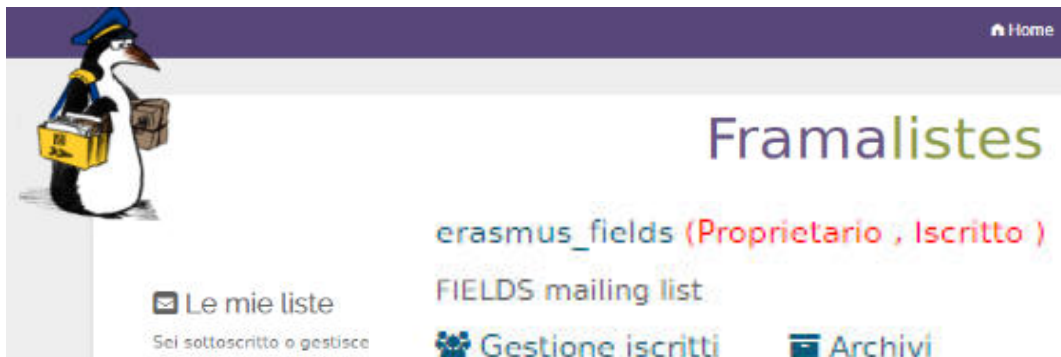 Home
Framalistes
erasmus_fields (Proprietario , Iscritto )
FIELDS mailing list
Le mie liste
Sei sottoscritto o gestisce
Gestione iscritti
Archivi